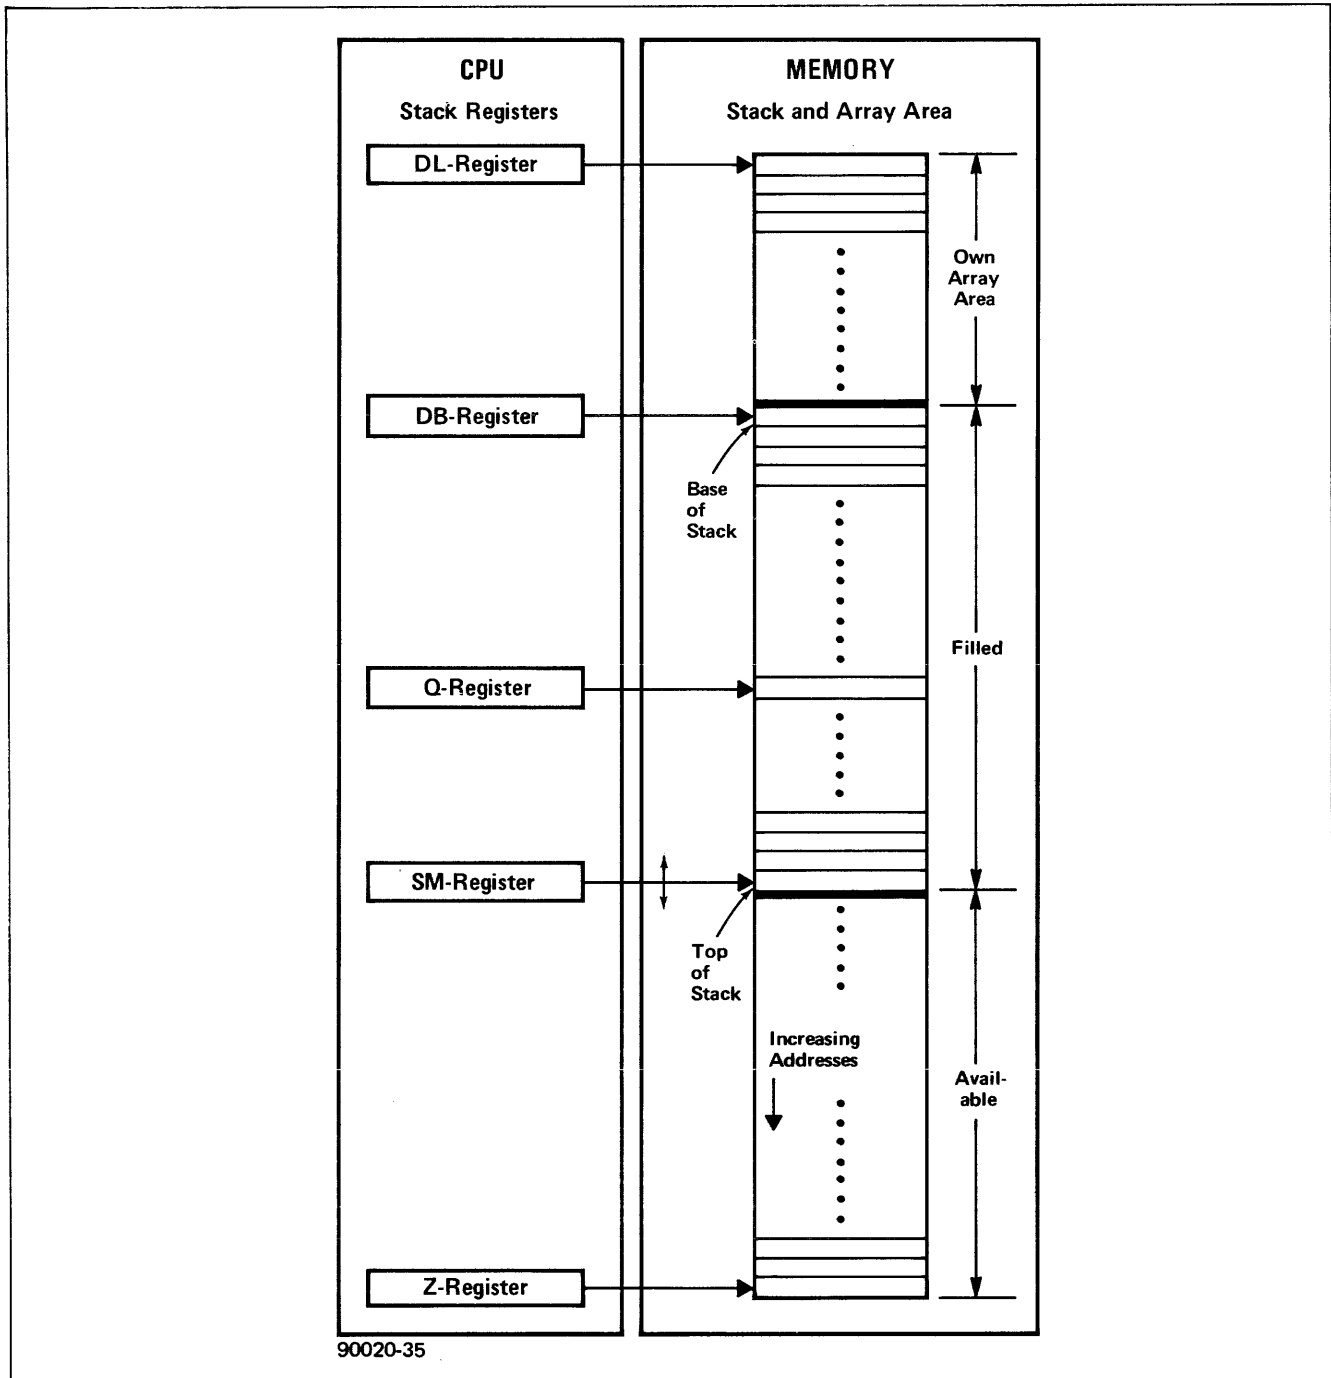 CPU
Stack Registers
DL-Register
DB-Register
Q-Register
SM-Register
Z-Register
MEMORY
Stack and Array Area
Own
Array
Area
Base
of
Stack
Filled
Top
of
Stack
Increasing
Addresses
Avail-
able
90020-35